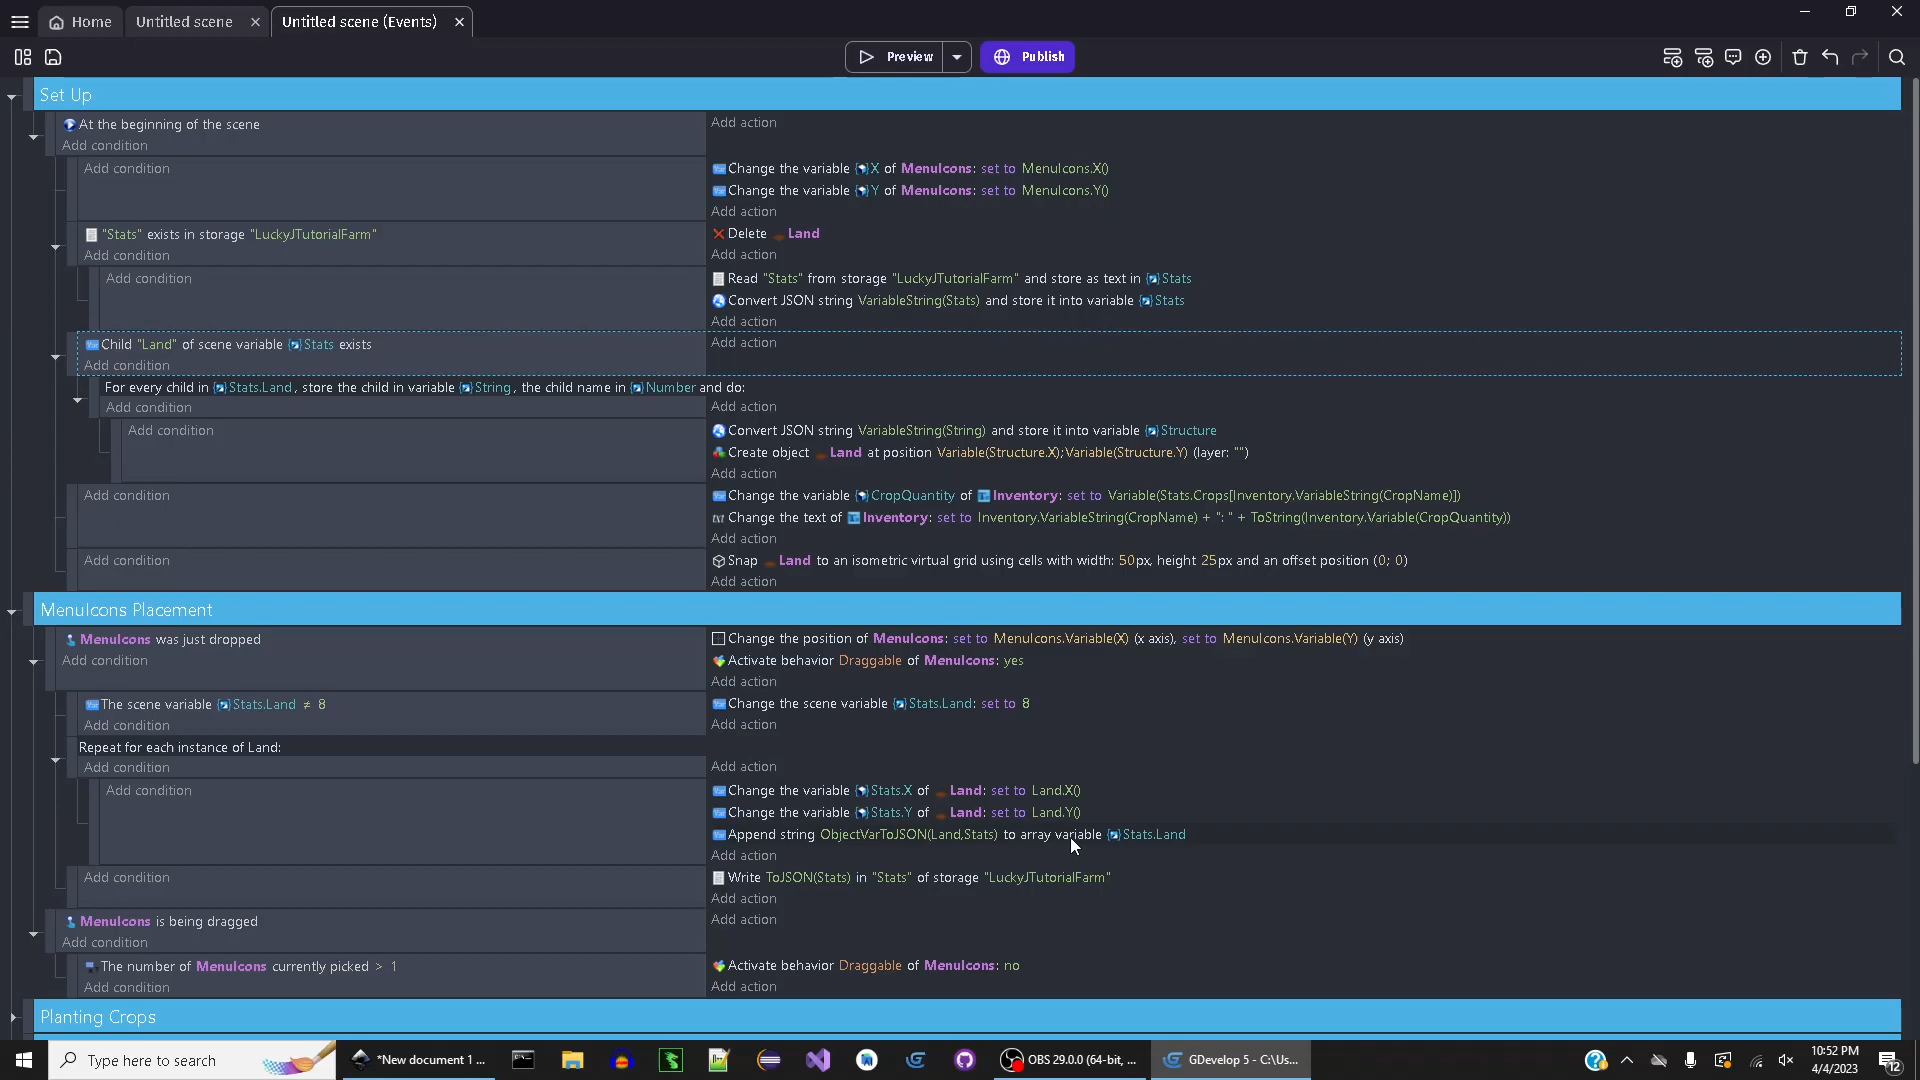 Home
Untitled scene
Untitled scene (Events)
Preview
Publish
Set Up
At the beginning of the scene
Add action
Add condition
Add condition
Change the variable X of MenuIcons: set to MenuIcons.X()
Change the variable Y of MenuIcons: set to MenuIcons.Y()
Add action
"Stats" exists in storage "LuckyJTutorialFarm"
Delete Land
Add condition
Add action
Add condition
Read "Stats" from storage "LuckyJTutorialFarm" and store as text in Stats
Convert JSON string VariableString(Stats) and store it into variable Stats
Add action
Child "Land" of scene variable Stats exists
Add action
Add condition
For every child in Stats.Land, store the child in variable String, the child name in Number and do:
Add condition
Add action
Add condition
Convert JSON string VariableString(String) and store it into variable Structure
Create object Land at position Variable(Structure.X);Variable(Structure.Y) (layer: "")
Add action
Add condition
Change the variable CropQuantity of Inventory: set to Variable(Stats.Crops[Inventory.VariableString(CropName)])
Change the text of Inventory: set to Inventory.VariableString(CropName) + ": " + ToString(Inventory.Variable(CropQuantity))
Add action
Add condition
Snap Land to an isometric virtual grid using cells with width: 50px, height 25px and an offset position (0; 0)
Add action
MenuIcons Placement
MenuIcons was just dropped
Change the position of MenuIcons: set to MenuIcons.Variable(X) (x axis), set to MenuIcons.Variable(Y) (y axis)
Add condition
Activate behavior Draggable of MenuIcons: yes
Add action
The scene variable Stats.Land ≠ 8
Change the scene variable Stats.Land: set to 8
Add condition
Add action
Repeat for each instance of Land:
Add condition
Add action
Add condition
Change the variable Stats.X of Land: set to Land.X()
Change the variable Stats.Y of Land: set to Land.Y()
Append string ObjectVarToJSON(Land,Stats) to array variable Stats.Land
Add action
Add condition
Write ToJSON(Stats) in "Stats" of storage "LuckyJTutorialFarm"
Add action
MenuIcons is being dragged
Add action
Add condition
The number of MenuIcons currently picked > 1
Activate behavior Draggable of MenuIcons: no
Add condition
Add action
Planting Crops
Type here to search
*New document 1 ...
OBS 29.0.0 (64-bit, ...
GDevelop 5 - C:\Us...
10:52 PM
4/4/2023
12